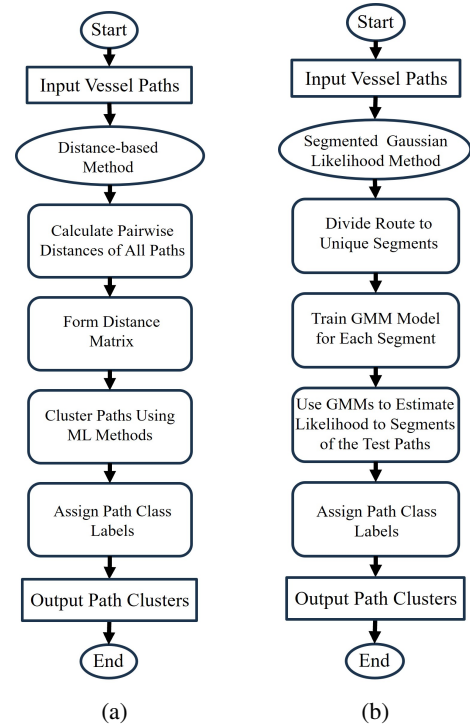 Start
Input Vessel Paths
Distance-based
Method
Calculate Pairwise
Distances of All Paths
Form Distance
Matrix
Cluster Paths Using
ML Methods
Assign Path Class
Labels
Output Path Clusters
End
(a)
Start
Input Vessel Paths
Segmented Gaussian
Likelihood Method
Divide Route to
Unique Segments
Train GMM Model
for Each Segment
Use GMMs to Estimate
Likelihood to Segments
of the Test Paths
Assign Path Class
Labels
Output Path Clusters
End
(b)